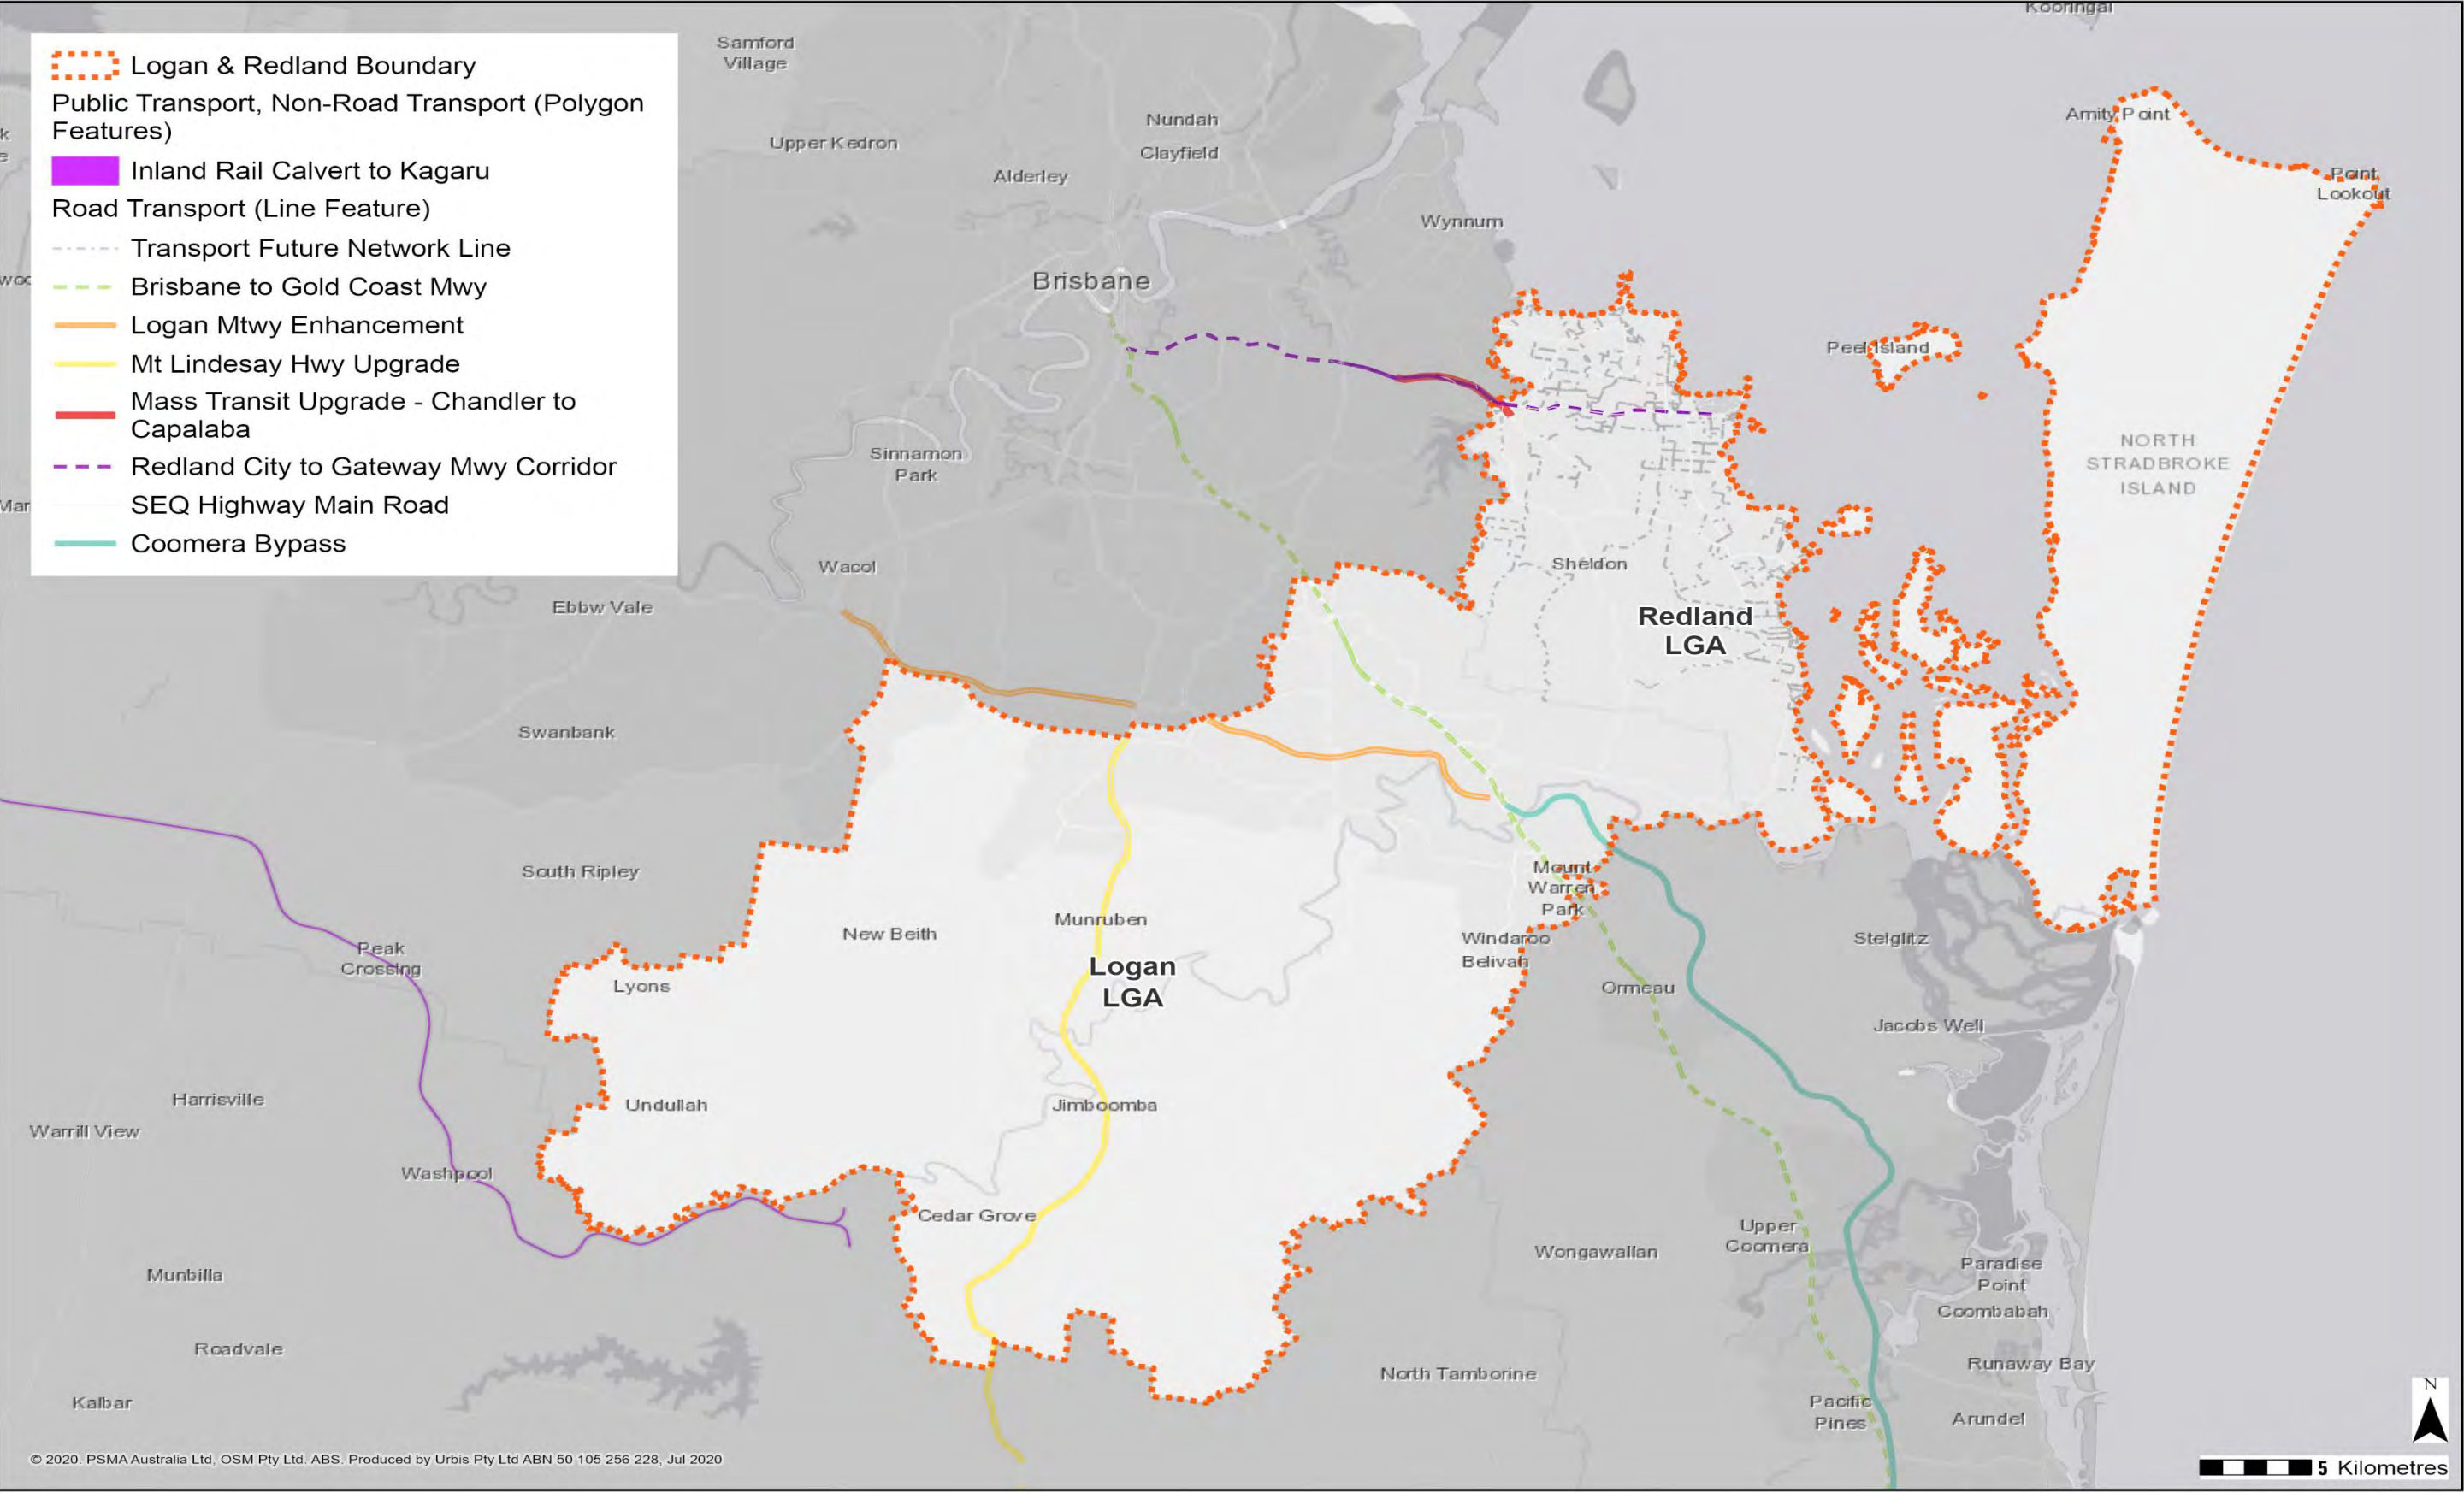 Logan & Redland Boundary
Public Transport, Non-Road Transport (Polygon
Features)
Inland Rail Calvert to Kagaru
Road Transport (Line Feature)
Transport Future Network Line
Brisbane to Gold Coast Mwy
Logan Mtwy Enhancement
Mt Lindesay Hwy Upgrade
Mass Transit Upgrade - Chandler to
Capalaba
Redland City to Gateway Mwy Corridor
SEQ Highway Main Road
Coomera Bypass
Kooringal
Samford
Village
Nundah
Clayfield
Upper Kedron
Alderley
Amity Point
Point
Lookout
Wynnum
Brisbane
Peel Island
NORTH
STRADBROKE
ISLAND
Sinnamon
Park
Wacol
Sheldon
Ebbw Vale
Redland
LGA
Swanbank
South Ripley
Mount
Warren
Park
Munruben
New Beith
Windaroo
Belivah
Steiglitz
Peak
Crossing
Logan
LGA
Lyons
Ormeau
Jacobs Well
Harrisville
Undullah
Jimboomba
Warrill View
Washpool
Cedar Grove
Upper
Coomera
Wongawallan
Paradise
Point
Munbilla
Coombabah
Roadvale
Runaway Bay
North Tamborine
Kalbar
Pacific
Pines
Arundel
© 2020. PSMA Australia Ltd, OSM Pty Ltd. ABS. Produced by Urbis Pty Ltd ABN 50 105 256 228, Jul 2020
N
5 Kilometres